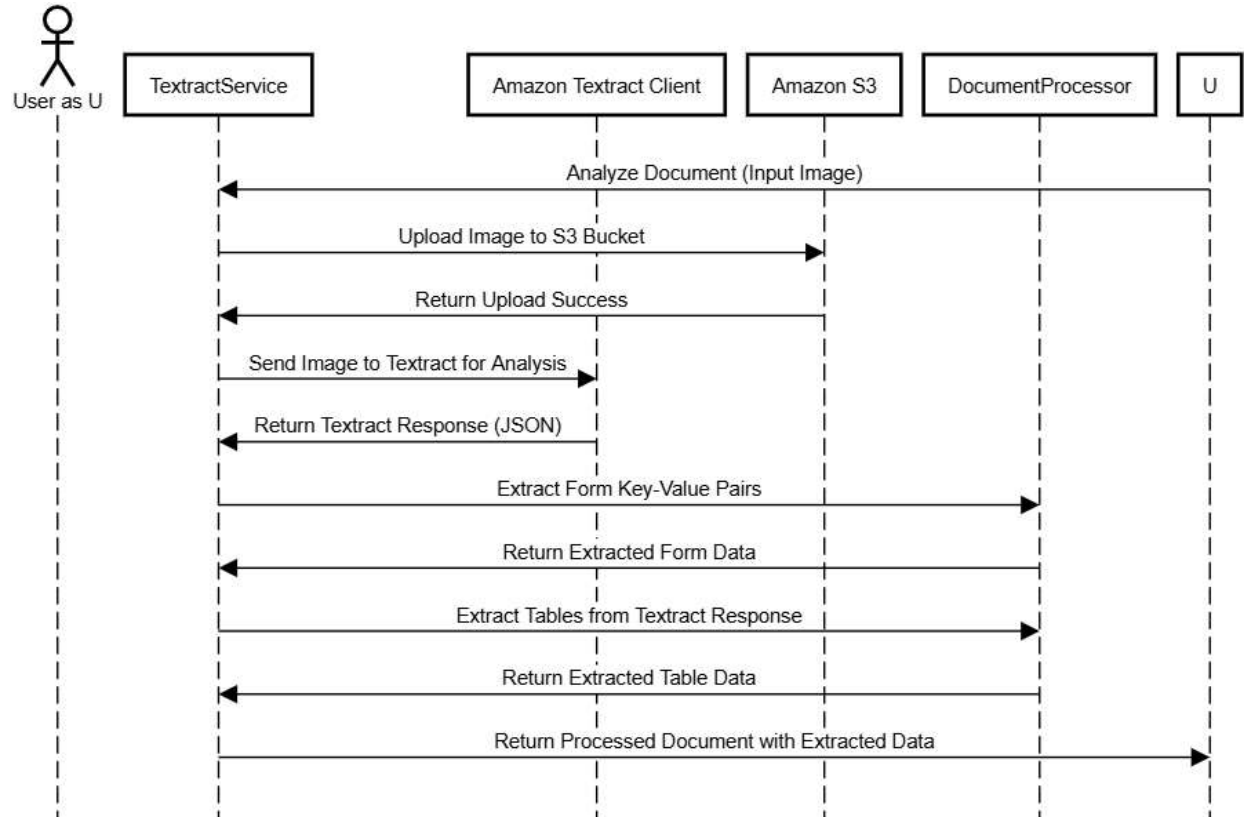 User as U
TextractService
Amazon Textract Client
Amazon S3
DocumentProcessor
U
Analyze Document (Input Image)
Upload Image to S3 Bucket
Return Upload Success
Send Image to Textract for Analysis
Return Textract Response (JSON)
Extract Form Key-Value Pairs
Return Extracted Form Data
Extract Tables from Textract Response
Return Extracted Table Data
Return Processed Document with Extracted Data